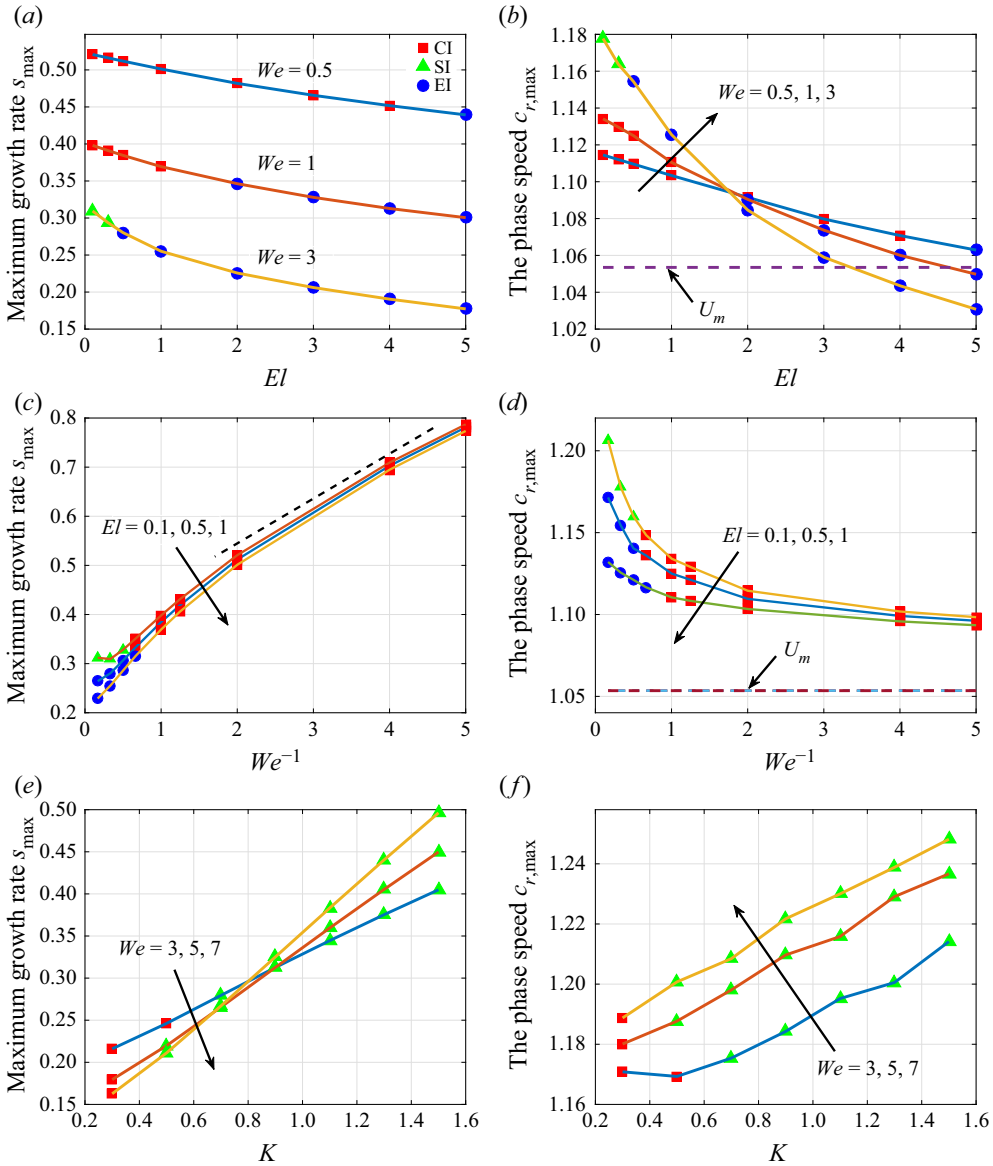 (a)
Maximum growth rate s_max
0.50
0.45
0.40
0.35
0.30
0.25
0.20
0.15
We = 0.5
We = 1
We = 3
CI
SI
EI
0 1 2 3 4 5
El
(b)
The phase speed c_r,max
1.18
1.16
1.14
1.12
1.10
1.08
1.06
1.04
1.02
We = 0.5, 1, 3
U_m
0 1 2 3 4 5
El
(c)
Maximum growth rate s_max
0.8
0.7
0.6
0.5
0.4
0.3
0.2
El = 0.1, 0.5, 1
0 1 2 3 4 5
We⁻¹
(d)
The phase speed c_r,max
1.20
1.15
1.10
1.05
El = 0.1, 0.5, 1
U_m
0 1 2 3 4 5
We⁻¹
(e)
Maximum growth rate s_max
0.50
0.45
0.40
0.35
0.30
0.25
0.20
0.15
We = 3, 5, 7
0.2 0.4 0.6 0.8 1.0 1.2 1.4 1.6
K
(f)
The phase speed c_r,max
1.24
1.22
1.20
1.18
1.16
We = 3, 5, 7
0.2 0.4 0.6 0.8 1.0 1.2 1.4 1.6
K